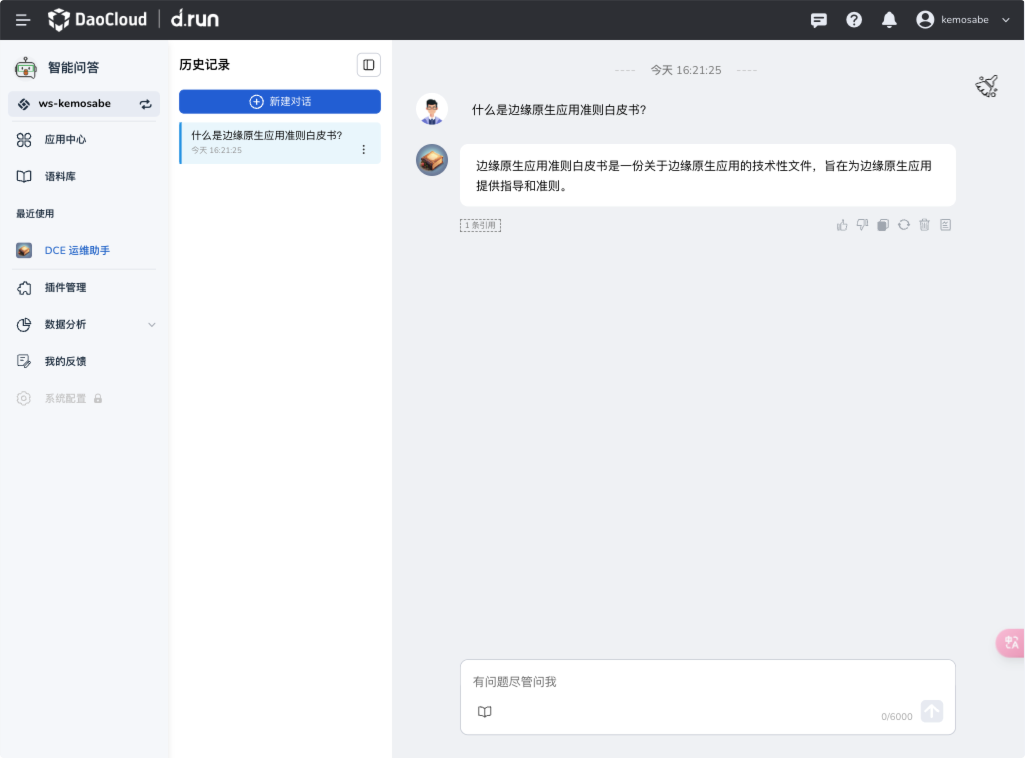 DaoCloud d.run
kemosabe
智能问答
ws-kemosabe
应用中心
语料库
最近使用
DCE 运维助手
插件管理
数据分析
我的反馈
系统配置
历史记录
新建对话
什么是边缘原生应用准则白皮书?
今天 16:21:25
---- 今天 16:21:25 ----
什么是边缘原生应用准则白皮书?
边缘原生应用准则白皮书是一份关于边缘原生应用的技术性文件，旨在为边缘原生应用
提供指导和准则。
1 条引用
有问题尽管问我
0/6000